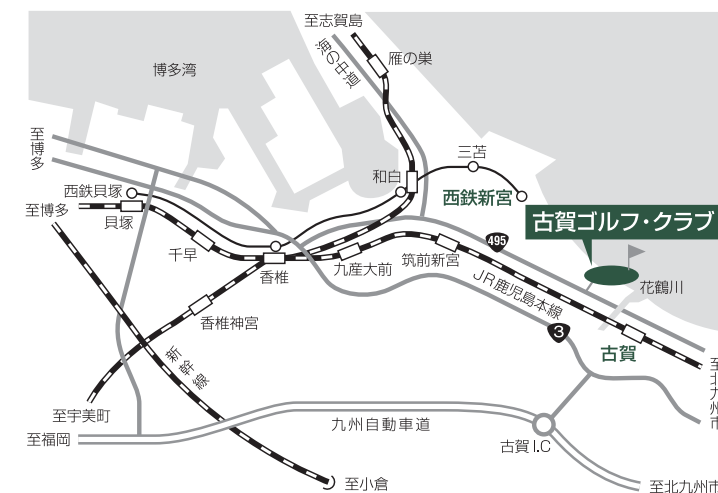 至志賀島
海の中道
雁の巣
博多湾
至博多
三苫
和白
西鉄貝塚
西鉄新宮
至博多
貝塚
古賀ゴルフ・クラブ
495
千早
香椎
九産大前
筑前新宮
花鶴川
JR鹿児島本線
香椎神宮
3
古賀
新幹線
至北九州市
至宇美町
九州自動車道
至福岡
古賀I.C
至小倉
至北九州市